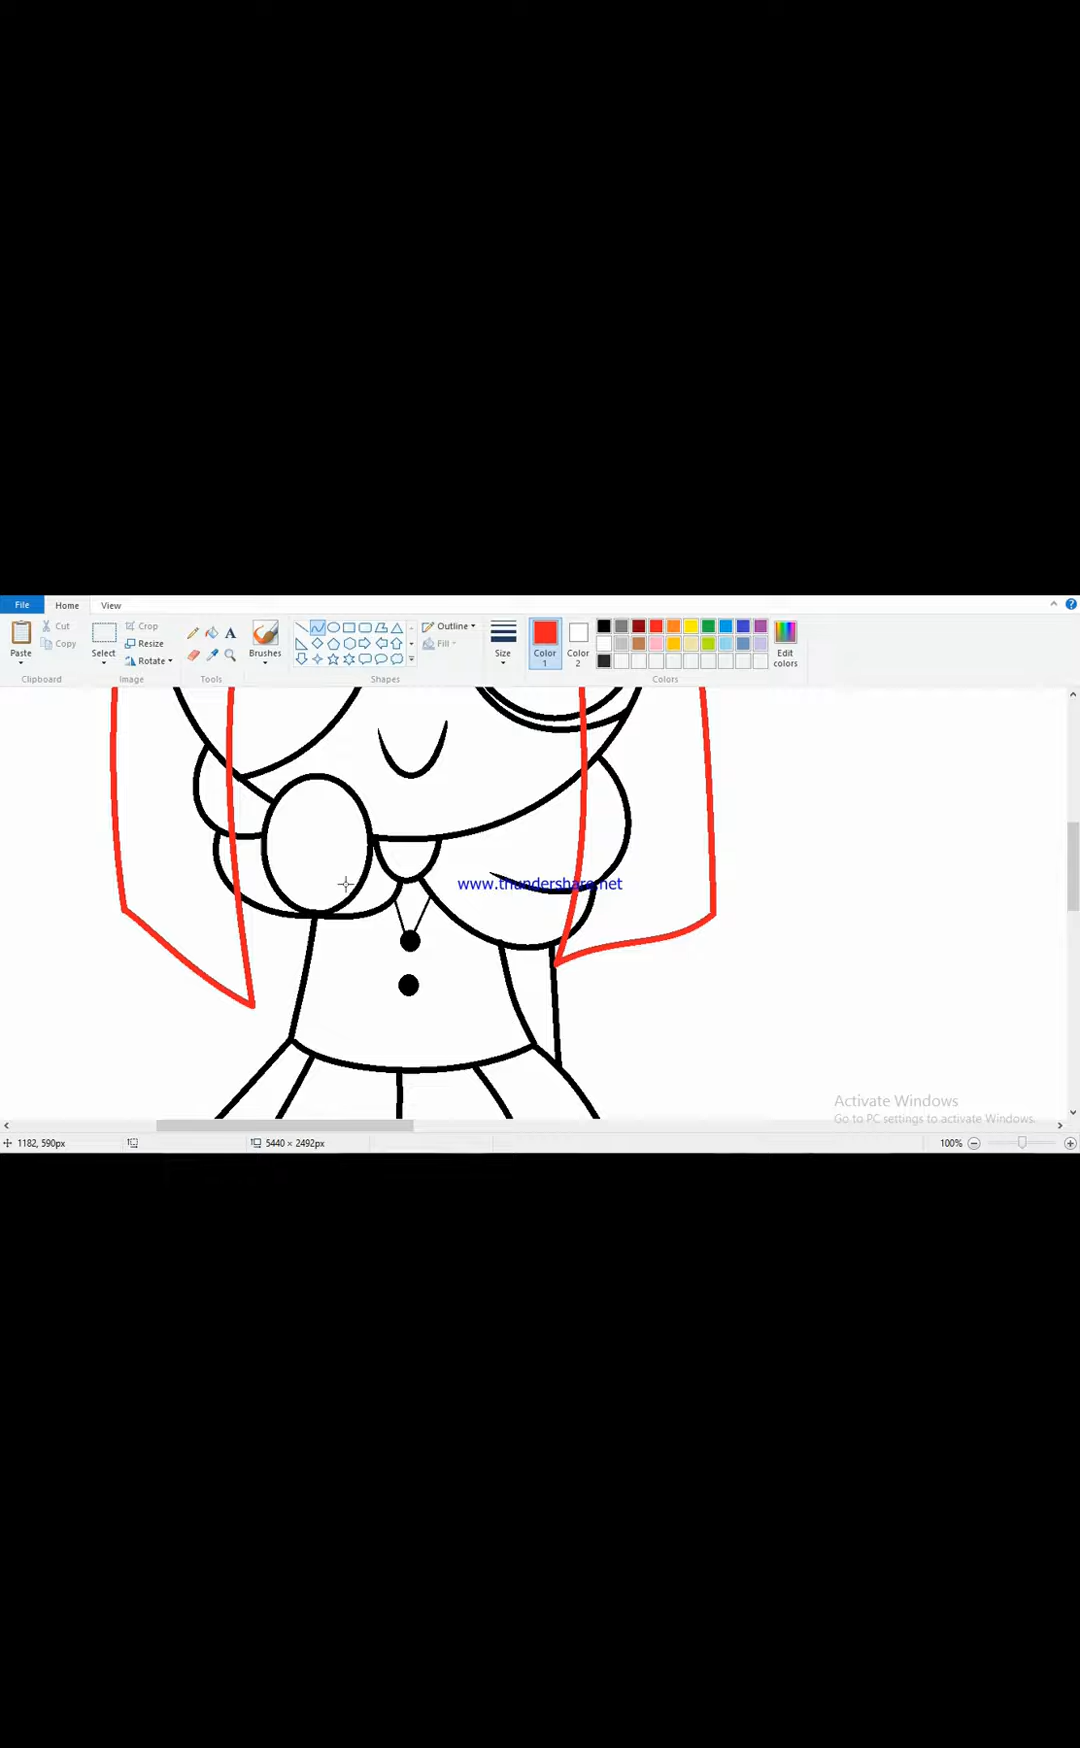 File Home View
Paste Cut Copy Clipboard
Select Crop Resize Rotate Image
A Tools
Brushes
Outline Fill Shapes
Size
Color 1 Color 2 Edit colors Colors
www.thundershare.net
Activate Windows
Go to PC settings to activate Windows.
1182, 590px 5440 × 2492px 100%